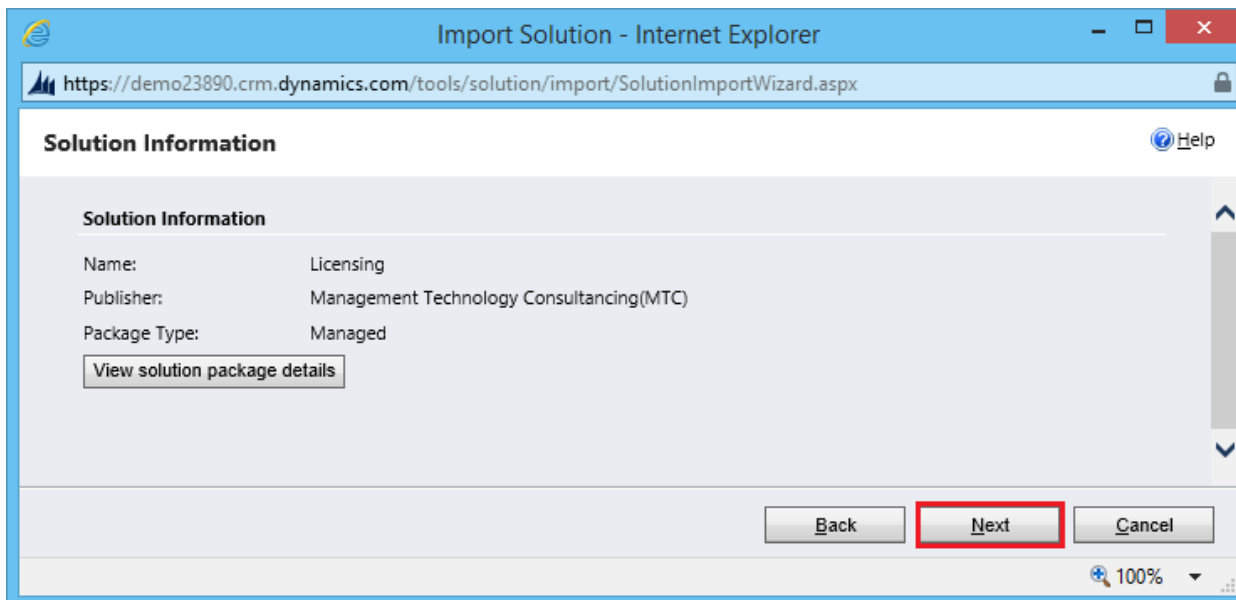 Import Solution - Internet Explorer
https://demo23890.crm.dynamics.com/tools/solution/import/SolutionImportWizard.aspx
Solution Information
Help
Solution Information
Name: Licensing
Publisher: Management Technology Consultancing(MTC)
Package Type: Managed
View solution package details
Back Next Cancel
100%